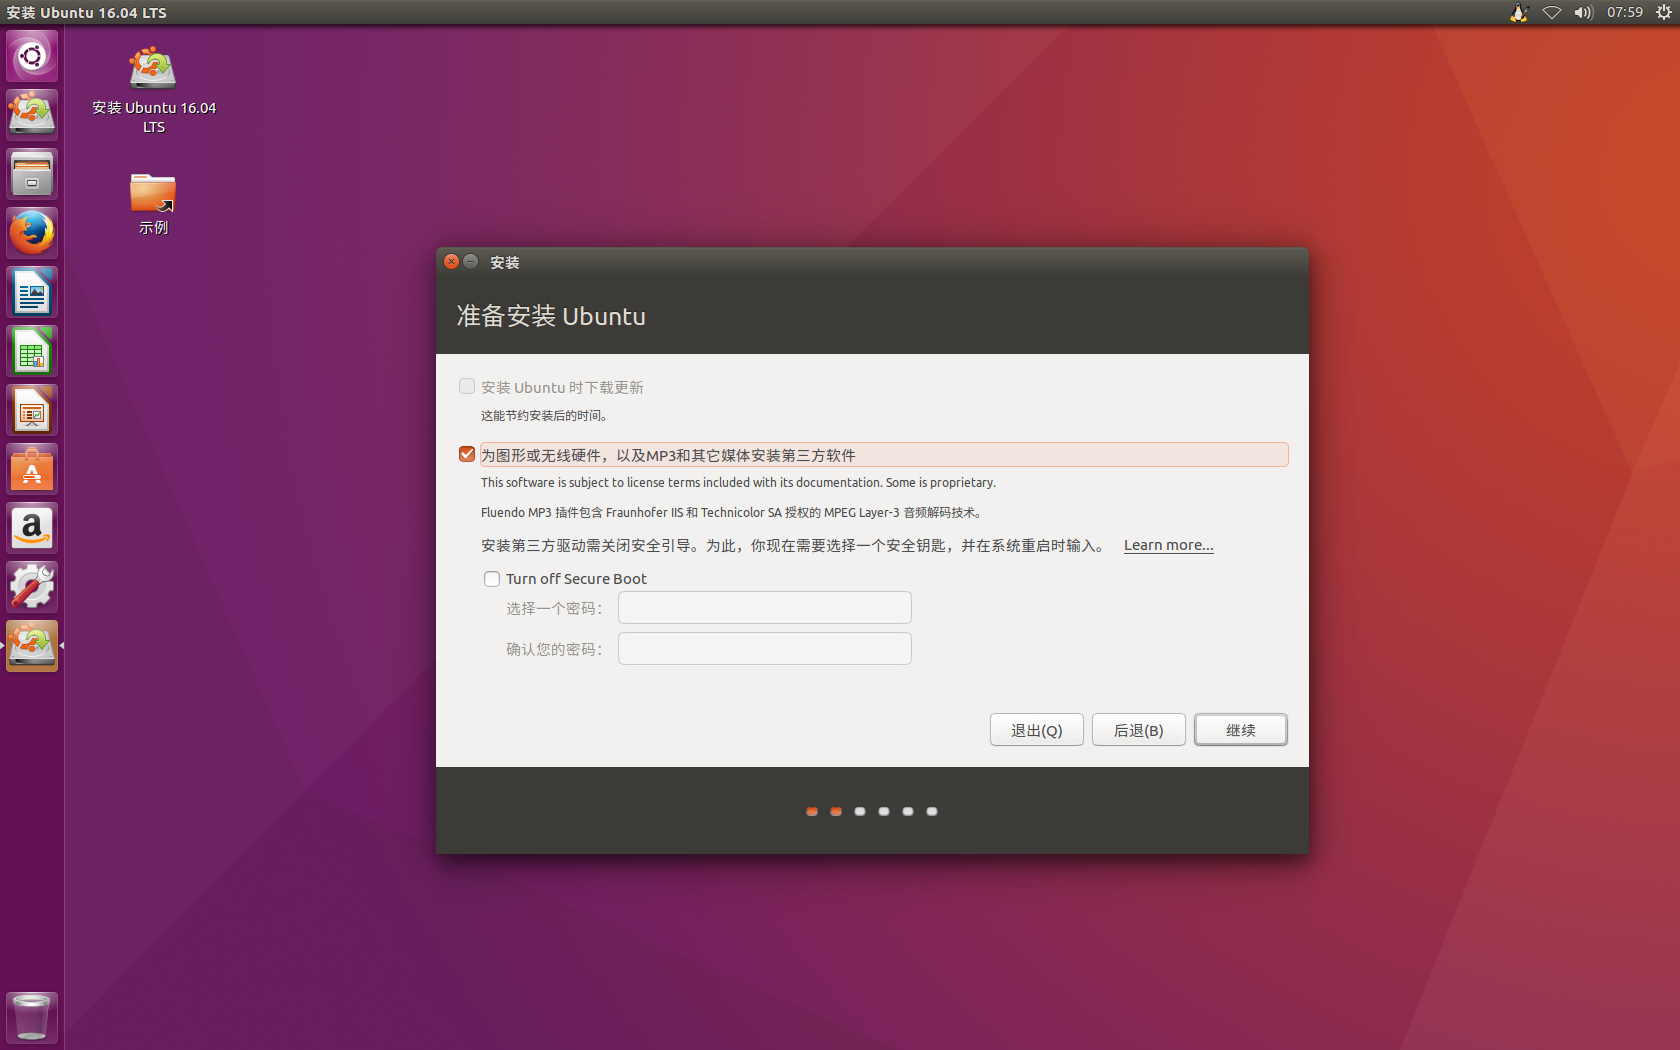 安装 Ubuntu 16.04 LTS
07:59
安装 Ubuntu 16.04
LTS
示例
安装
准备安装 Ubuntu
安装 Ubuntu 时下载更新
这能节约安装后的时间。
为图形或无线硬件，以及MP3和其它媒体安装第三方软件
This software is subject to license terms included with its documentation. Some is proprietary.
Fluendo MP3 插件包含 Fraunhofer IIS 和 Technicolor SA 授权的 MPEG Layer-3 音频解码技术。
安装第三方驱动需关闭安全引导。为此，你现在需要选择一个安全钥匙，并在系统重启时输入。 Learn more...
Turn off Secure Boot
选择一个密码：
确认您的密码：
退出(Q) 后退(B) 继续